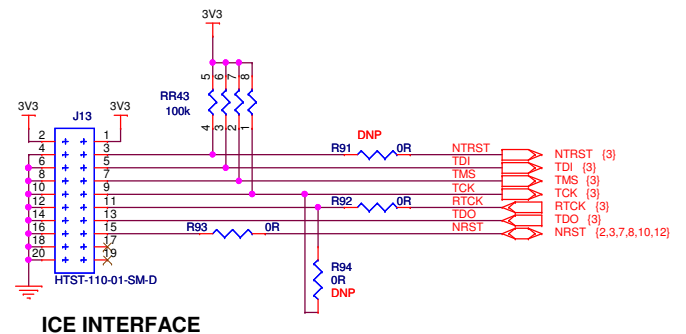 3V3
5 6 7 8
RR43
100k
4 3 2 1
3V3 J13 3V3
2 1
4 3
6 5
8 7
10 9
12 11
14 13
16 15
18 17
20 19
HTST-110-01-SM-D
DNP
R91 0R
R92 0R
R93 0R
R94
0R
DNP
NTRST NTRST {3}
TDI TDI {3}
TMS TMS {3}
TCK TCK {3}
RTCK RTCK {3}
TDO TDO {3}
NRST NRST {2,3,7,8,10,12}
ICE INTERFACE